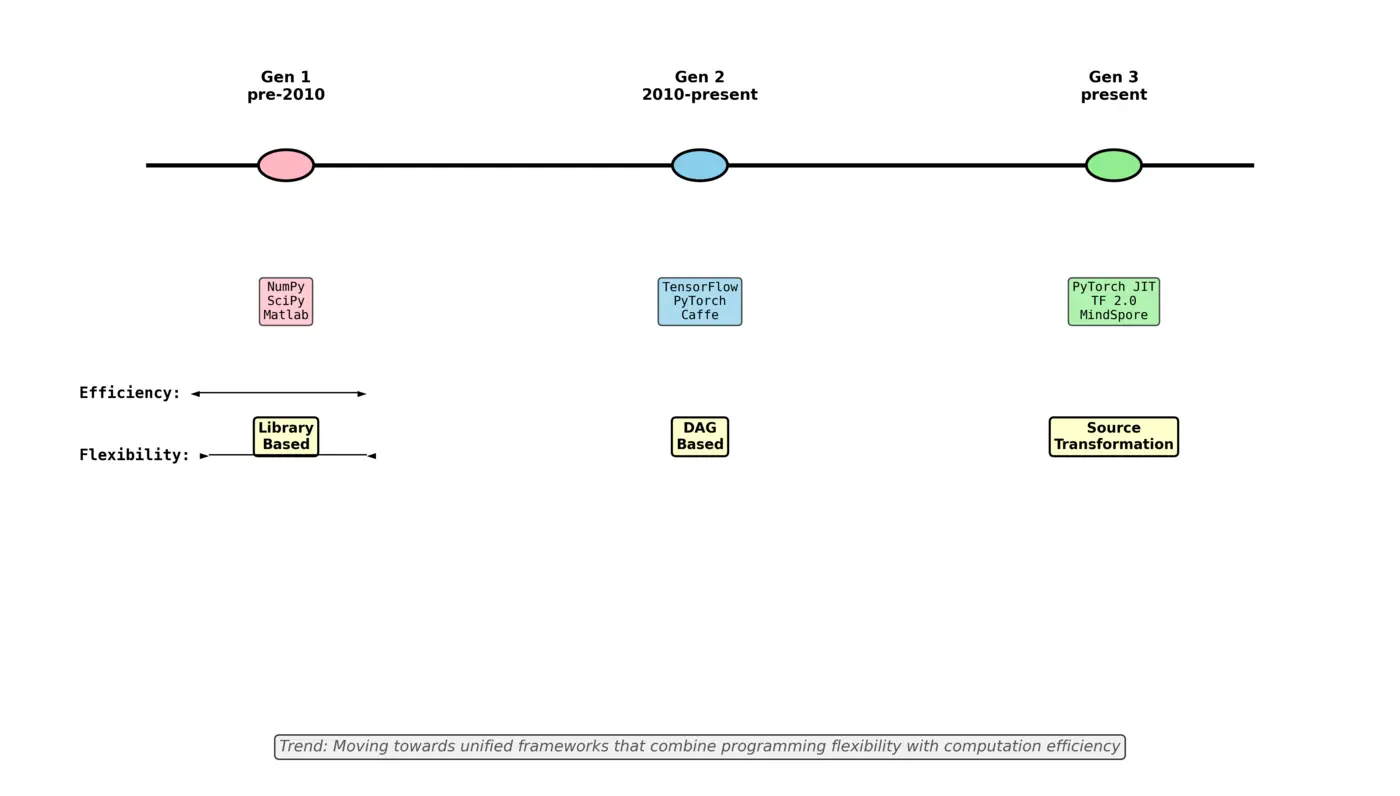 Gen 1
pre-2010
Gen 2
2010-present
Gen 3
present
NumPy
SciPy
Matlab
TensorFlow
PyTorch
Caffe
PyTorch JIT
TF 2.0
MindSpore
Efficiency:
Library
Based
DAG
Based
Source
Transformation
Flexibility:
Trend: Moving towards unified frameworks that combine programming flexibility with computation efficiency